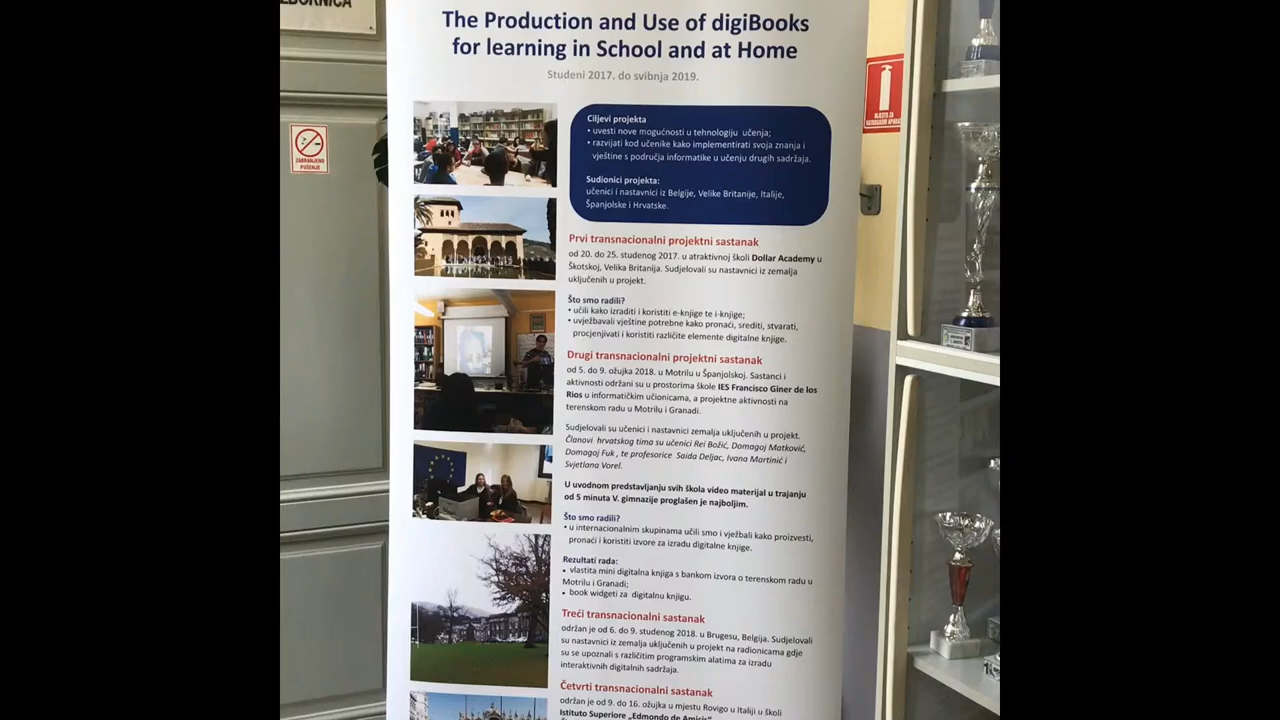 ZBORNICA
The Production and Use of digiBooks
for learning in School and at Home
Studeni 2017. do svibnja 2019.
ZABRANJENO
PUŠENJE
Ciljevi projekta
• uvesti nove mogućnosti u tehnologiju učenja;
• razvijati kod učenike kako implementirati svoja znanja i
vještine s područja informatike u učenju drugih sadržaja.
Sudionici projekta:
učenici i nastavnici iz Belgije, Velike Britanije, Italije,
Španjolske i Hrvatske.
Prvi transnacionalni projektni sastanak
od 20. do 25. studenog 2017. u atraktivnoj školi Dollar Academy u
Škotskoj, Velika Britanija. Sudjelovali su nastavnici iz zemalja
uključenih u projekt.
Što smo radili?
• učili kako izraditi i koristiti e-knjige te i-knjige;
• uvježbavali vještine potrebne kako pronaći, srediti, stvarati,
procjenjivati i koristiti različite elemente digitalne knjige.
Drugi transnacionalni projektni sastanak
od 5. do 9. ožujka 2018. u Motrilu u Španjolskoj. Sastanci i
aktivnosti održani su u prostorima škole IES Francisco Giner de los
Rios u informatičkim učionicama, a projektne aktivnosti na
terenskom radu u Motrilu i Granadi.
Sudjelovali su učenici i nastavnici zemalja uključenih u projekt.
Članovi hrvatskog tima su učenici Rei Božić, Domagoj Matković,
Domagoj Fuk , te profesorice Saida Deljac, Ivana Martinić i
Svjetlana Vorel.
U uvodnom predstavljanju svih škola video materijal u trajanju
od 5 minuta V. gimnazije proglašen je najboljim.
Što smo radili?
• u internacionalnim skupinama učili smo i vježbali kako proizvesti,
pronaći i koristiti izvore za izradu digitalne knjige.
Rezultati rada:
• vlastita mini digitalna knjiga s bankom izvora o terenskom radu u
Motrilu i Granadi;
• book widgeti za digitalnu knjigu.
Treći transnacionalni sastanak
održan je od 6. do 9. studenog 2018. u Brugesu, Belgija. Sudjelovali
su nastavnici iz zemalja uključenih u projekt na radionicama gdje
su se upoznali s različitim programskim alatima za izradu
interaktivnih digitalnih sadržaja.
Četvrti transnacionalni sastanak
održan je od 9. do 16. ožujka u mjestu Rovigo u Italiji u školi
Istituto Superiore „Edmondo de Amicis"